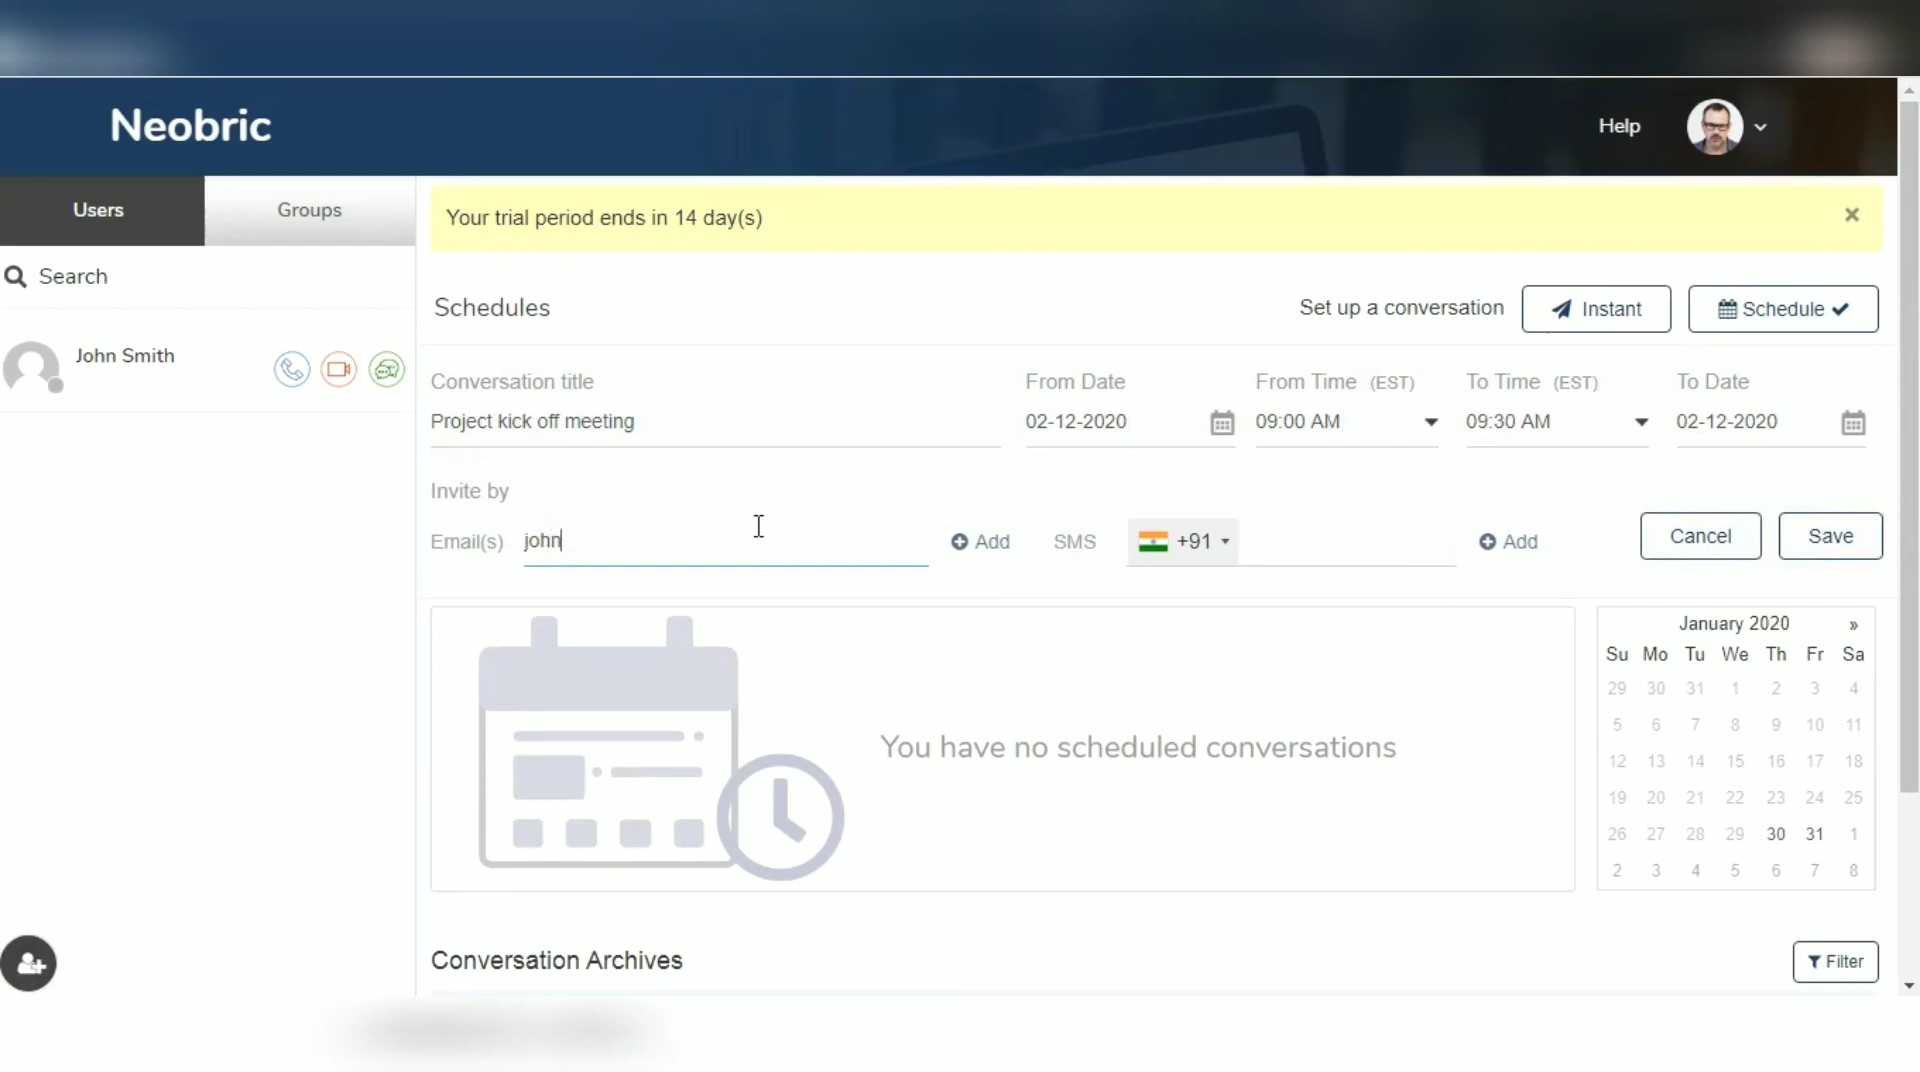 Neobric
Help
Users
Groups
Your trial period ends in 14 day(s)
×
Search
Schedules
Set up a conversation
Instant
Schedule
John Smith
Conversation title
From Date
From Time (EST)
To Time (EST)
To Date
Project kick off meeting
02-12-2020
09:00 AM
09:30 AM
02-12-2020
Invite by
Email(s)
john
Add
SMS
+91
Add
Cancel
Save
January 2020 »
Su Mo Tu We Th Fr Sa
29 30 31 1 2 3 4
5 6 7 8 9 10 11
12 13 14 15 16 17 18
19 20 21 22 23 24 25
26 27 28 29 30 31 1
2 3 4 5 6 7 8
You have no scheduled conversations
Conversation Archives
Filter